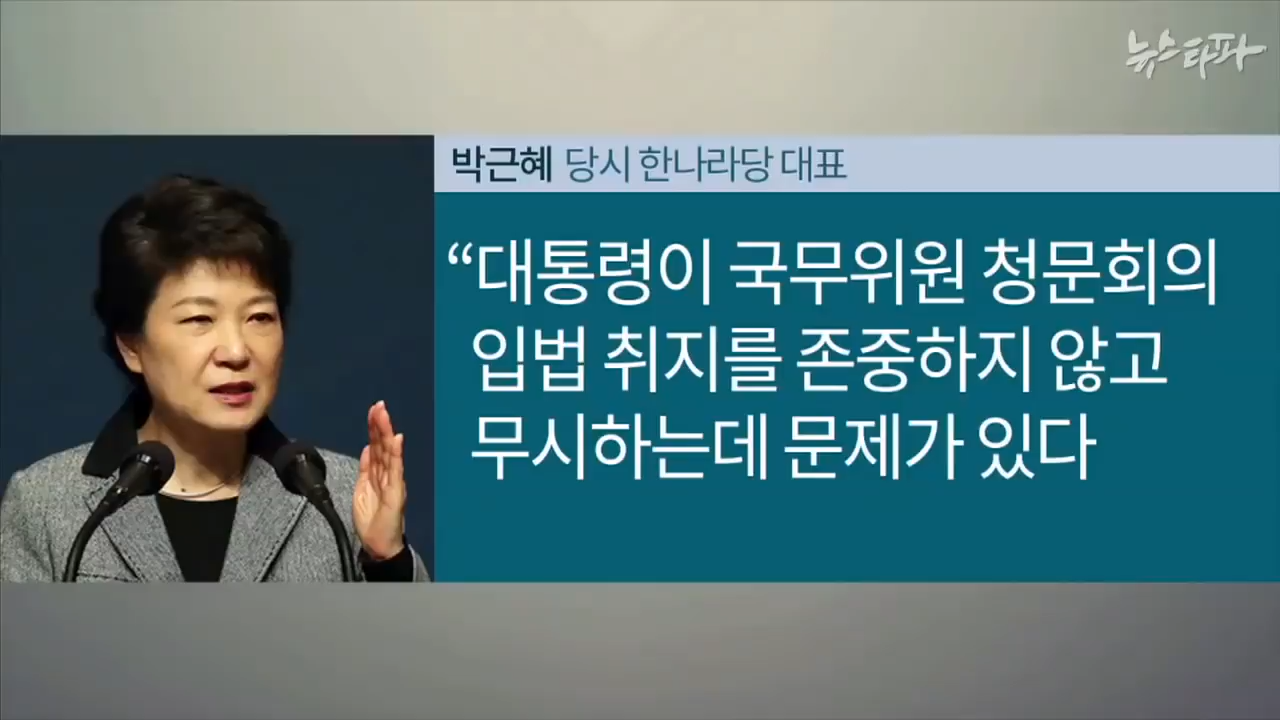 뉴스타파
박근혜 당시 한나라당 대표
“대통령이 국무위원 청문회의
입법 취지를 존중하지 않고
무시하는데 문제가 있다